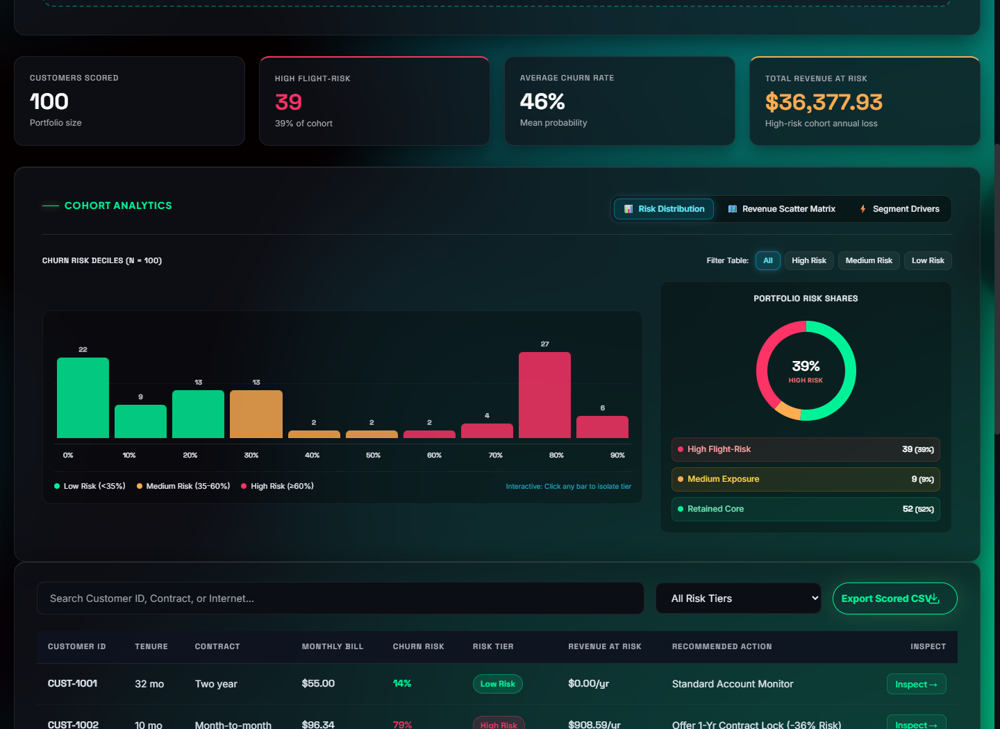 CUSTOMERS SCORED
100
Portfolio size
HIGH FLIGHT-RISK
39
39% of cohort
AVERAGE CHURN RATE
46%
Mean probability
TOTAL REVENUE AT RISK
$36,377.93
High-risk cohort annual loss
COHORT ANALYTICS
Risk Distribution
Revenue Scatter Matrix
Segment Drivers
CHURN RISK DECILES (N = 100)
Filter Table:
All
High Risk
Medium Risk
Low Risk
22
9
13
13
2
2
2
4
27
6
0%
10%
20%
30%
40%
50%
60%
70%
80%
90%
Low Risk (<35%)
Medium Risk (35-60%)
High Risk (≥60%)
Interactive: Click any bar to isolate tier
PORTFOLIO RISK SHARES
39%
HIGH RISK
High Flight-Risk 39 (39%)
Medium Exposure 9 (9%)
Retained Core 52 (52%)
Search Customer ID, Contract, or Internet...
All Risk Tiers
Export Scored CSV
CUSTOMER ID TENURE CONTRACT MONTHLY BILL CHURN RISK RISK TIER REVENUE AT RISK RECOMMENDED ACTION INSPECT
CUST-1001 32 mo Two year $55.00 14% Low Risk $0.00/yr Standard Account Monitor Inspect→
CUST-1002 10 mo Month-to-month $96.34 79% High Risk $908.59/yr Offer 1-Yr Contract Lock (-36% Risk) Inspect→